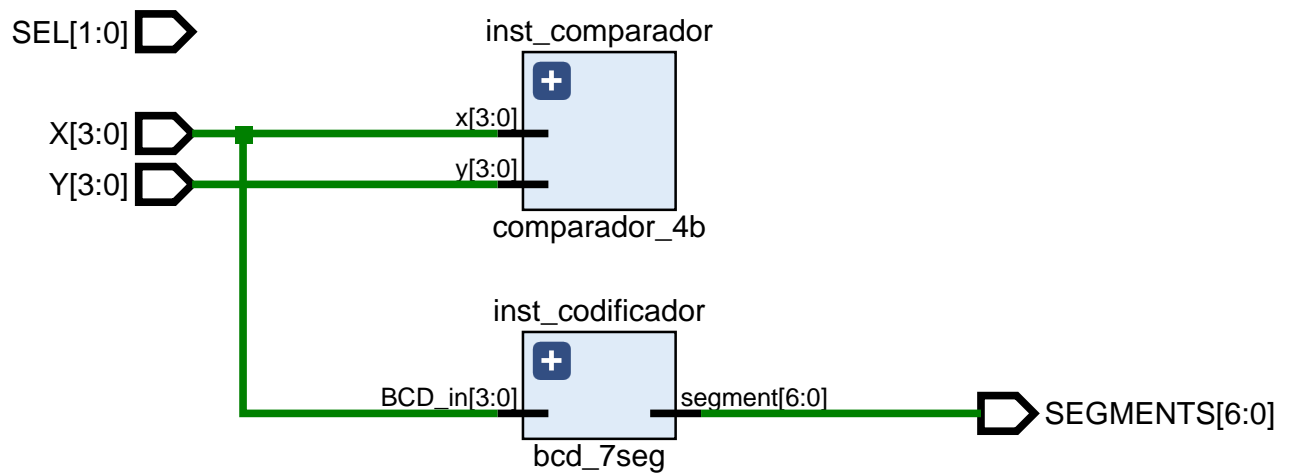 SEL[1:0]
inst_comparador
X[3:0]
x[3:0]
Y[3:0]
y[3:0]
comparador_4b
inst_codificador
BCD_in[3:0]
segment[6:0]
SEGMENTS[6:0]
bcd_7seg